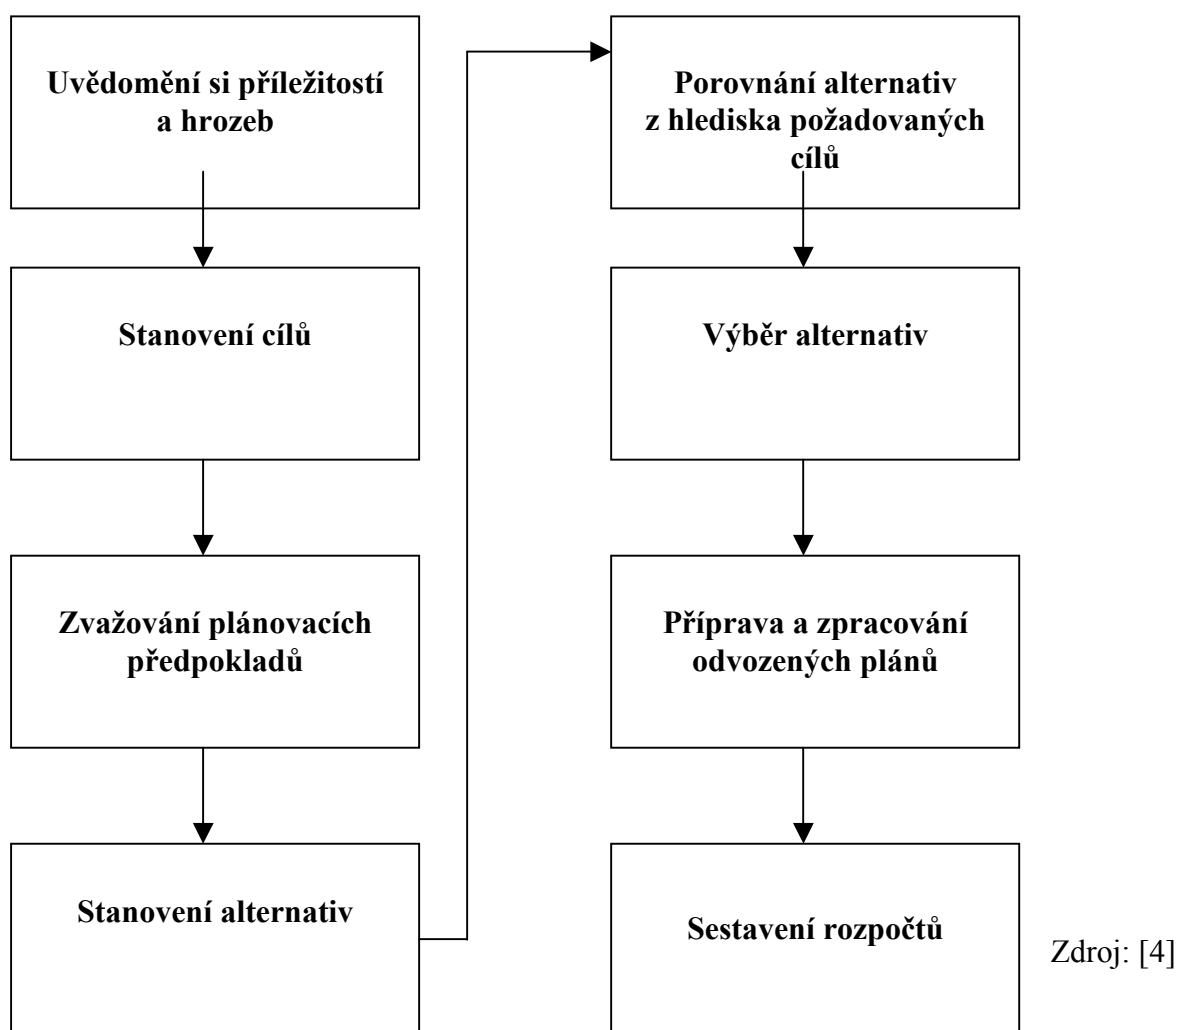 Uvědomění si příležitostí
a hrozeb
Stanovení cílů
Zvažování plánovacích
předpokladů
Stanovení alternativ
Porovnání alternativ
z hlediska požadovaných
cílů
Výběr alternativ
Příprava a zpracování
odvozených plánů
Sestavení rozpočtů
Zdroj: [4]